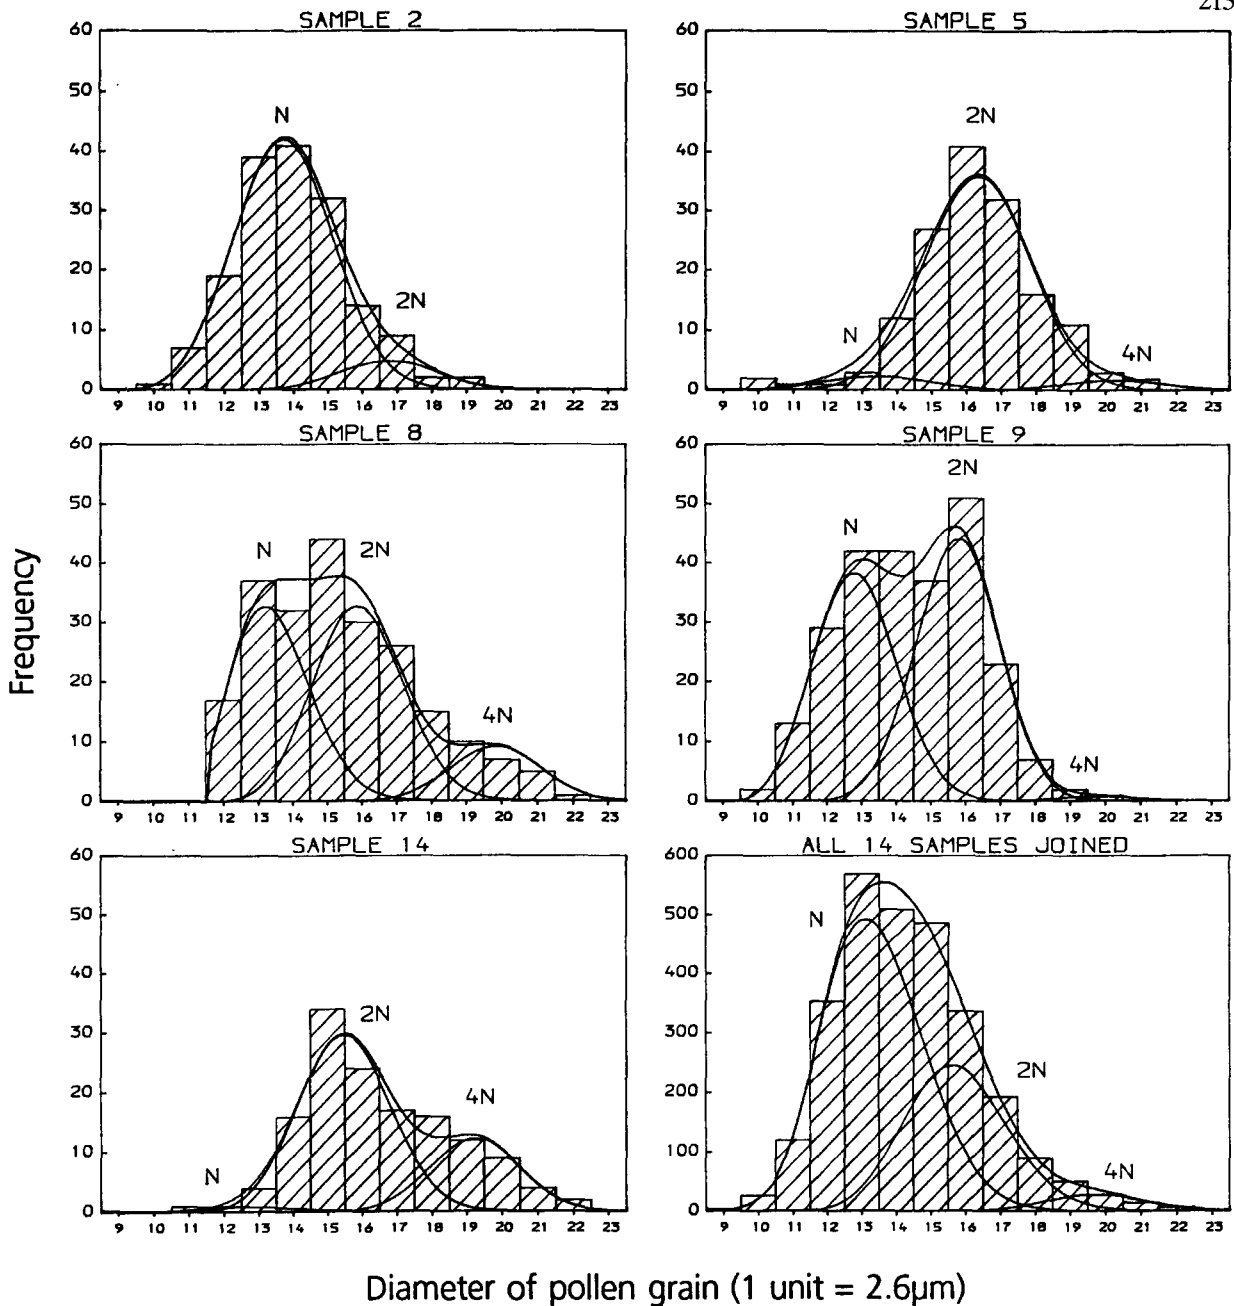 213
SAMPLE 2
60
50
40
30
20
10
0
N
2N
9 10 11 12 13 14 15 16 17 18 19 20 21 22 23
SAMPLE 5
60
50
40
30
20
10
0
N
2N
4N
9 10 11 12 13 14 15 16 17 18 19 20 21 22 23
SAMPLE 8
60
50
40
30
20
10
0
N
2N
4N
9 10 11 12 13 14 15 16 17 18 19 20 21 22 23
SAMPLE 9
60
50
40
30
20
10
0
N
2N
4N
9 10 11 12 13 14 15 16 17 18 19 20 21 22 23
Frequency
SAMPLE 14
60
50
40
30
20
10
0
N
2N
4N
9 10 11 12 13 14 15 16 17 18 19 20 21 22 23
ALL 14 SAMPLES JOINED
600
500
400
300
200
100
0
N
2N
4N
9 10 11 12 13 14 15 16 17 18 19 20 21 22 23
Diameter of pollen grain (1 unit = 2.6μm)